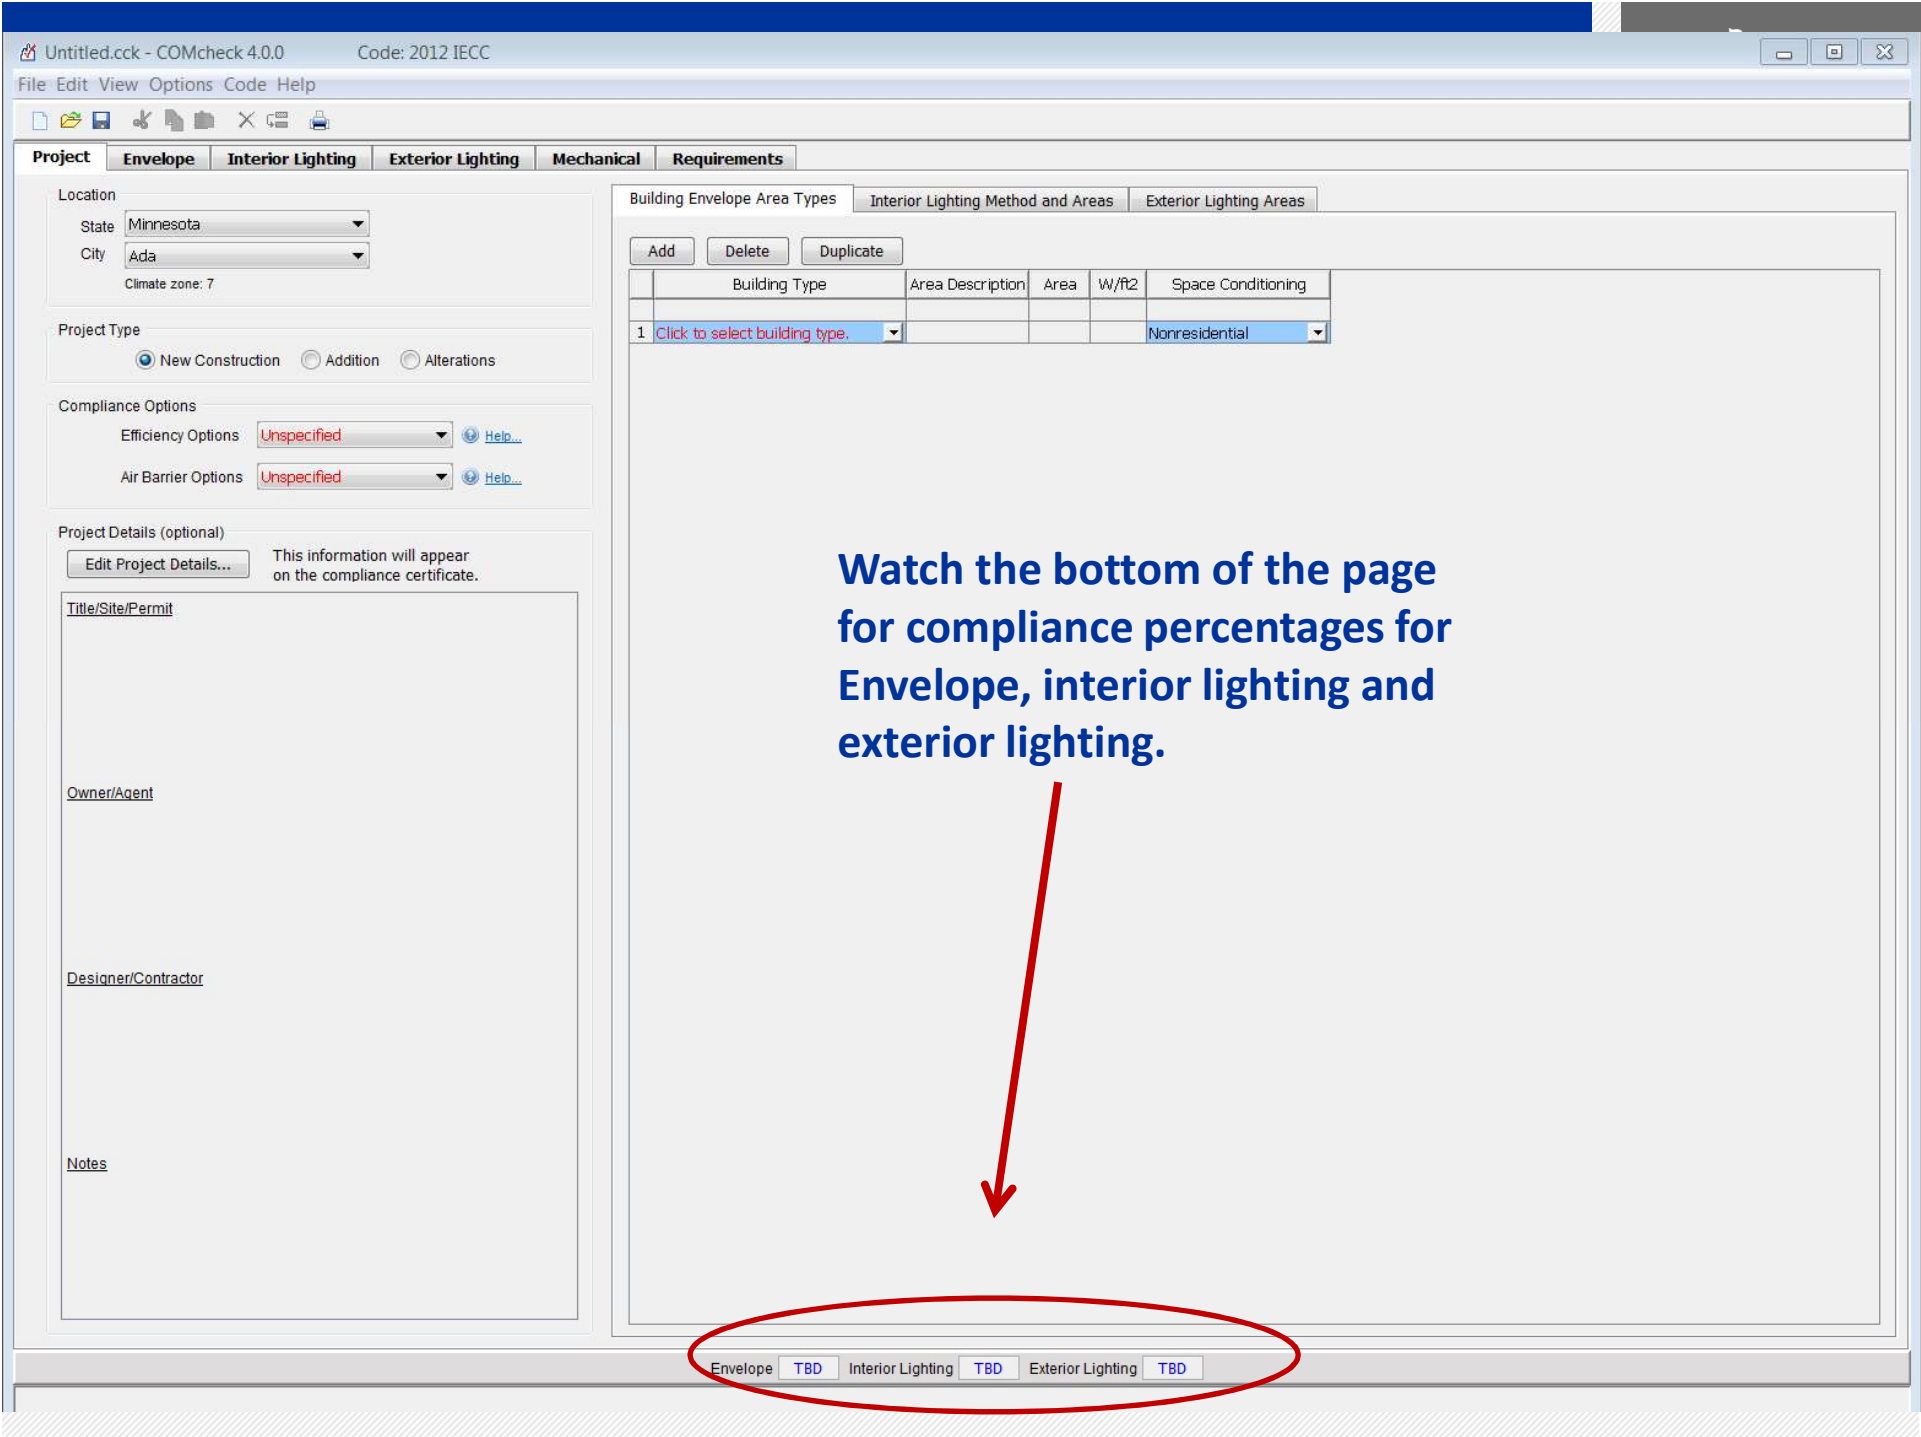 Untitled.cck - COMcheck 4.0.0 Code: 2012 IECC
File Edit View Options Code Help
Project Envelope Interior Lighting Exterior Lighting Mechanical Requirements
Location
State Minnesota
City Ada
Climate zone: 7
Project Type
New Construction Addition Alterations
Compliance Options
Efficiency Options Unspecified Help...
Air Barrier Options Unspecified Help...
Project Details (optional)
Edit Project Details... This information will appear
on the compliance certificate.
Title/Site/Permit
Owner/Agent
Designer/Contractor
Notes
Building Envelope Area Types Interior Lighting Method and Areas Exterior Lighting Areas
Add Delete Duplicate
Building Type Area Description Area W/ft2 Space Conditioning
1 Click to select building type. Nonresidential
Watch the bottom of the page
for compliance percentages for
Envelope, interior lighting and
exterior lighting.
Envelope TBD Interior Lighting TBD Exterior Lighting TBD